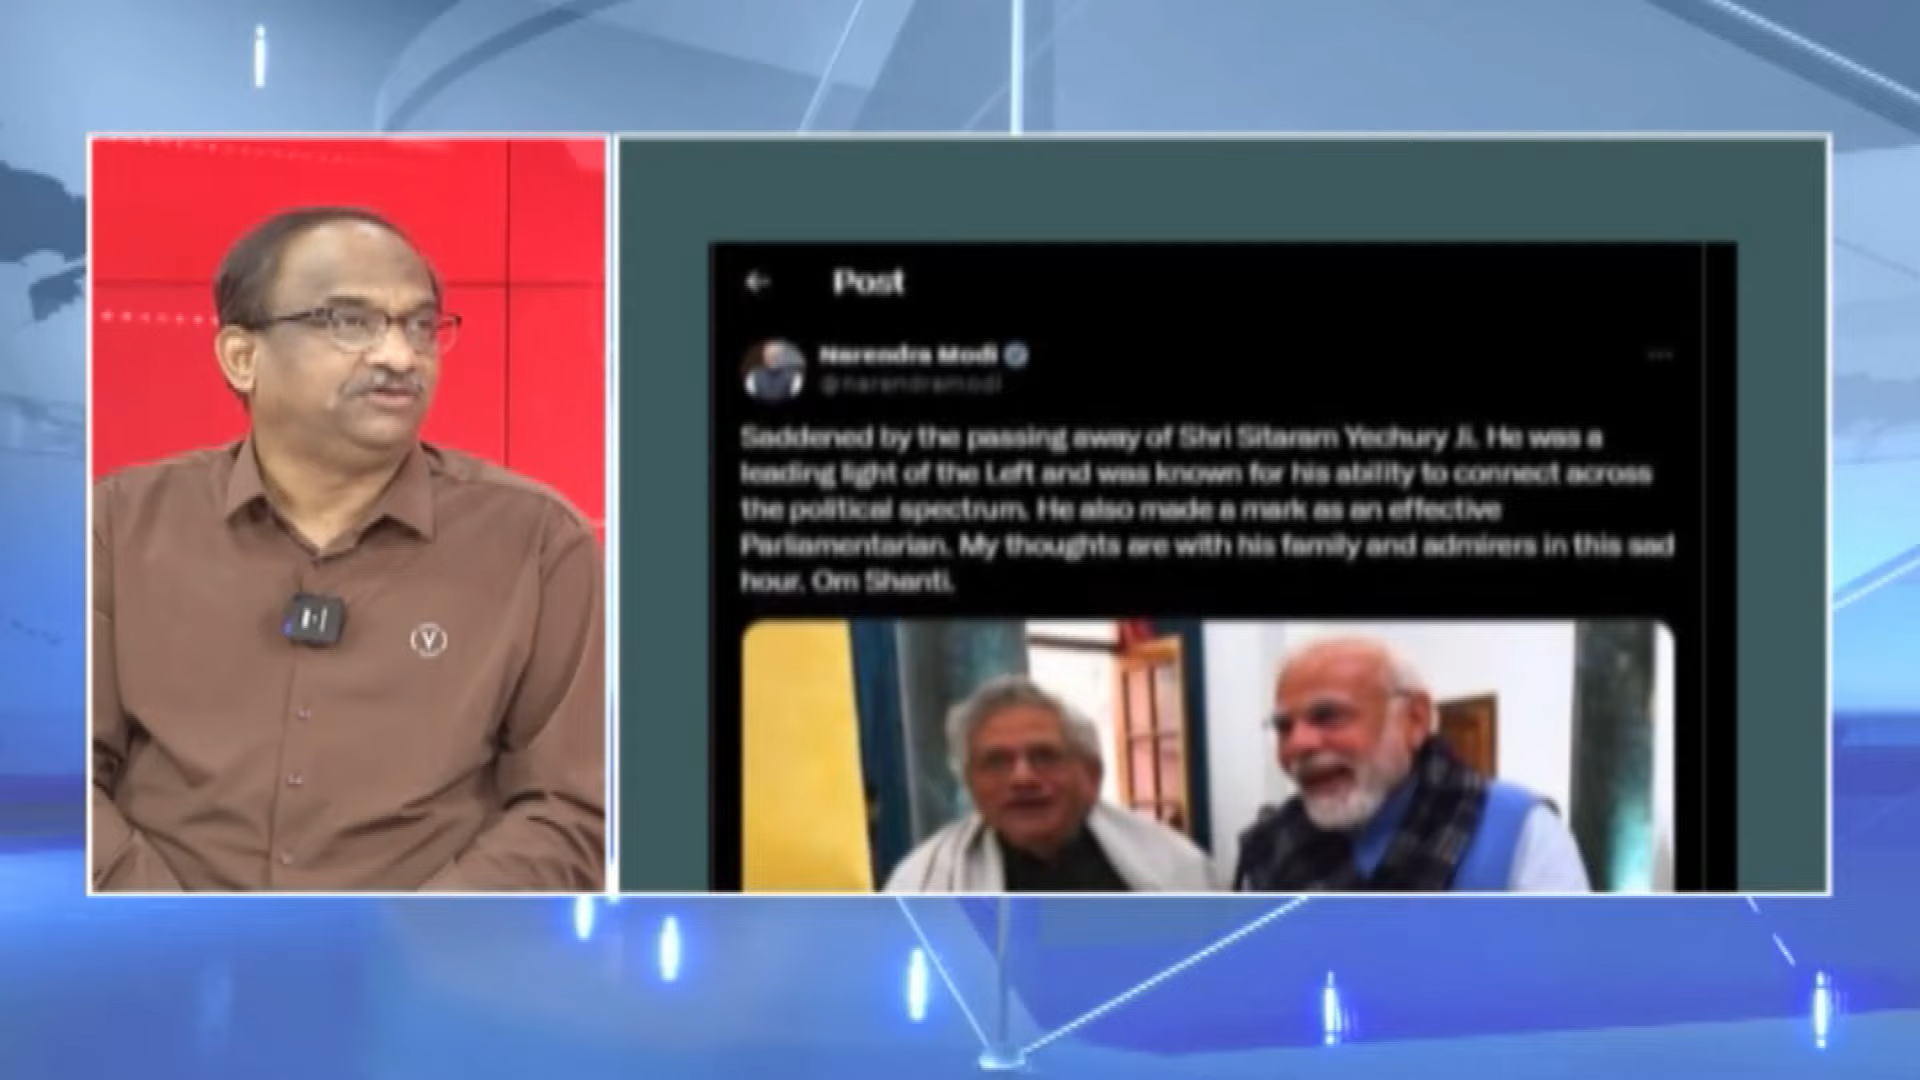 Post
Narendra Modi
@narendramodi
Saddened by the passing away of Shri Sitaram Yechury Ji. He was a
leading light of the Left and was known for his ability to connect across
the political spectrum. He also made a mark as an effective
Parliamentarian. My thoughts are with his family and admirers in this sad
hour. Om Shanti.
V